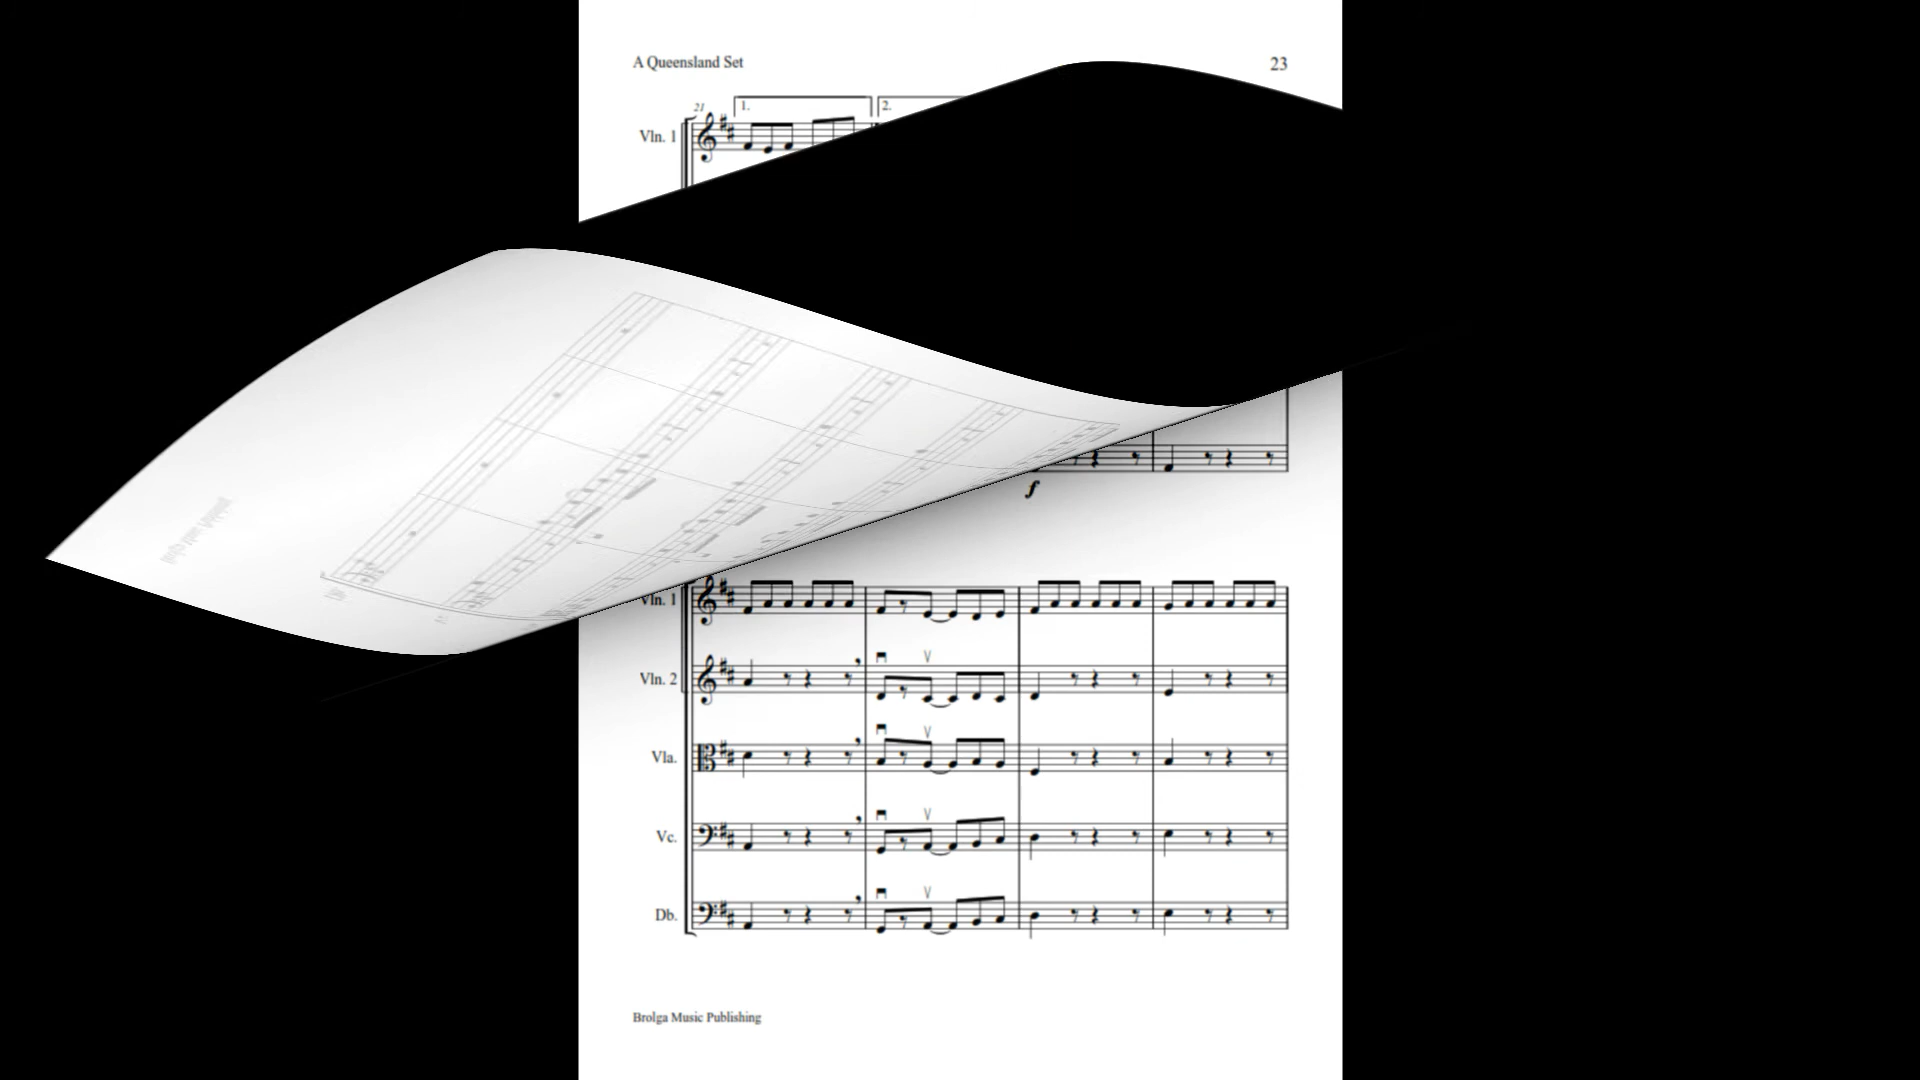 A Queensland Set 23
21 1. 2.
Vln. 1
f
Vln. 1
Vln. 2
Vla.
Vc.
Db.
Brolga Music Publishing